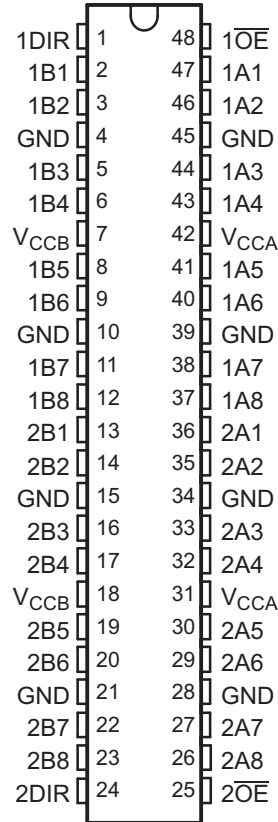 1DIR 1 48 1O̅E̅
1B1 2 47 1A1
1B2 3 46 1A2
GND 4 45 GND
1B3 5 44 1A3
1B4 6 43 1A4
VCCB 7 42 VCCA
1B5 8 41 1A5
1B6 9 40 1A6
GND 10 39 GND
1B7 11 38 1A7
1B8 12 37 1A8
2B1 13 36 2A1
2B2 14 35 2A2
GND 15 34 GND
2B3 16 33 2A3
2B4 17 32 2A4
VCCB 18 31 VCCA
2B5 19 30 2A5
2B6 20 29 2A6
GND 21 28 GND
2B7 22 27 2A7
2B8 23 26 2A8
2DIR 24 25 2O̅E̅